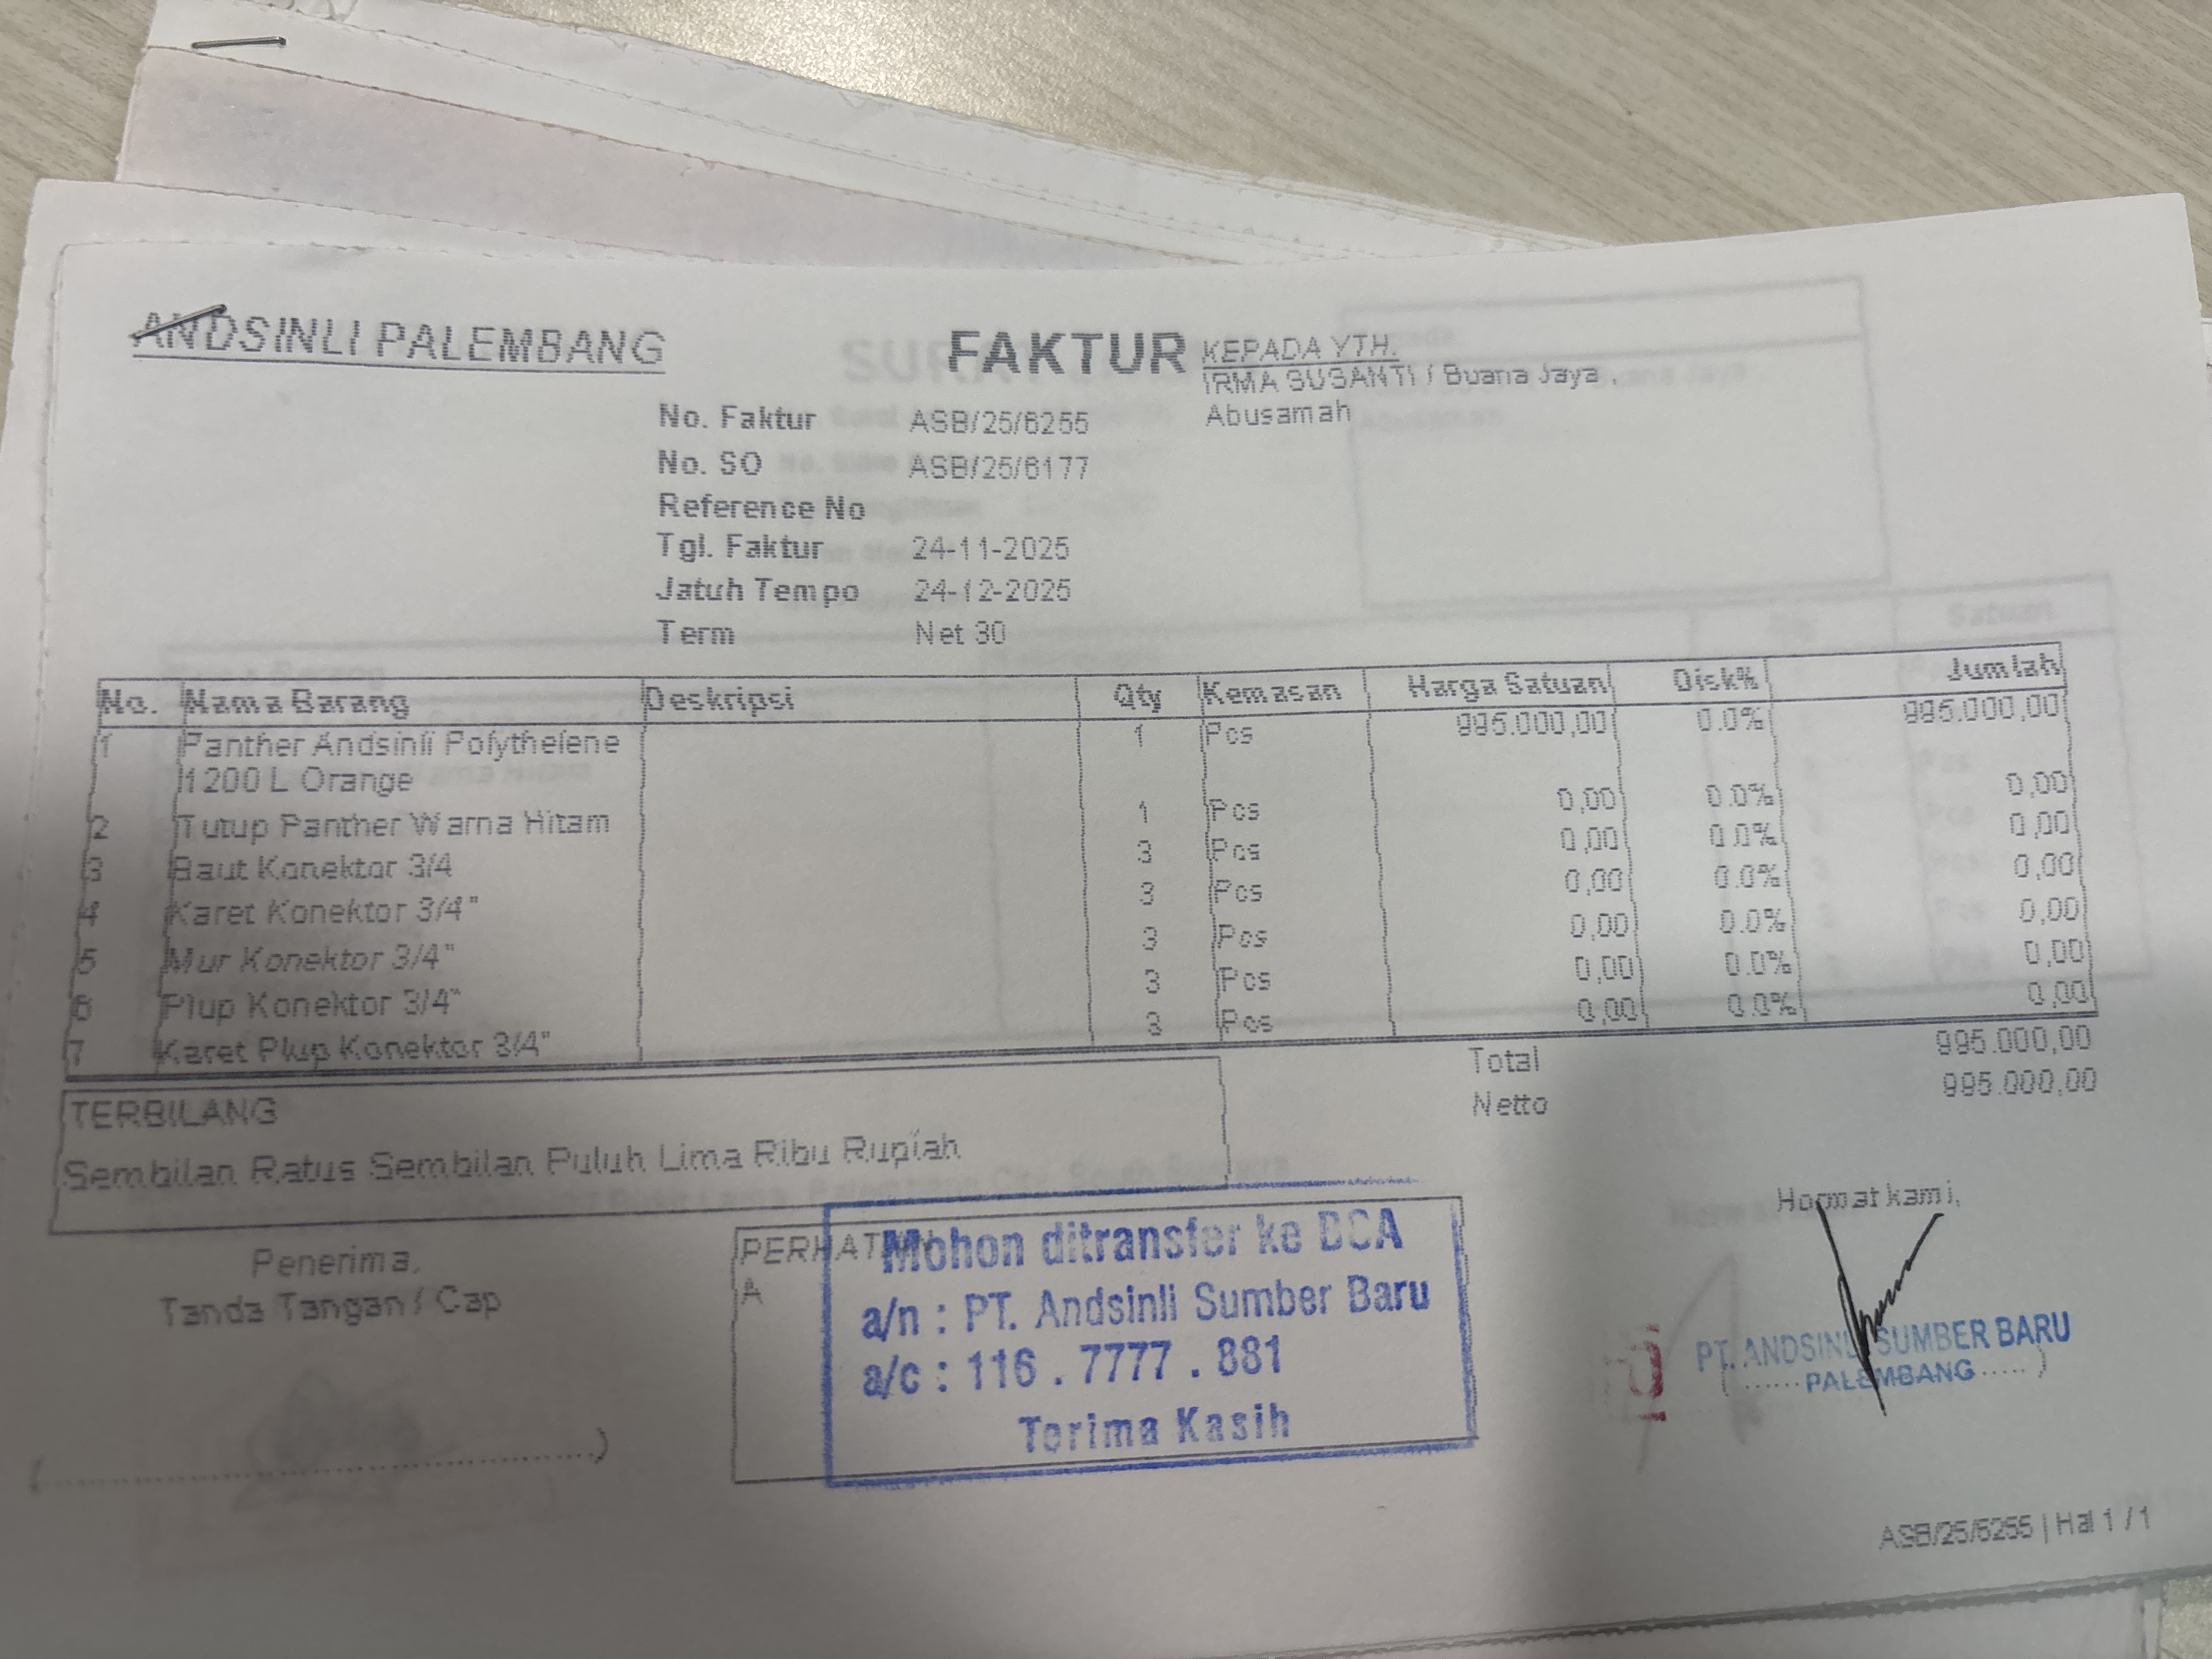 ANDSINLI PALEMBANG
FAKTUR
KEPADA YTH.
IRMA SUSANTI / Buana Jaya .
Abusamah
No. Faktur ASB/25/6255
No. SO ASB/25/6177
Reference No
Tgl. Faktur 24-11-2025
Jatuh Tempo 24-12-2025
Term Net 30
No. Nama Barang Deskripsi Qty Kemasan Harga Satuan Disk% Jumlah
1 Panther Andsinli Polythelene 1 Pcs 995.000,00 0.0% 995.000,00
1200 L Orange
2 Tutup Panther Warna Hitam 1 Pcs 0,00 0.0% 0,00
3 Baut Konektor 3/4 3 Pcs 0,00 0.0% 0,00
4 Karet Konektor 3/4" 3 Pcs 0,00 0.0% 0,00
5 Mur Konektor 3/4" 3 Pcs 0,00 0.0% 0,00
6 Plup Konektor 3/4" 3 Pcs 0,00 0.0% 0,00
7 Karet Plup Konektor 3/4" 3 Pcs 0,00 0.0% 0,00
Total 995.000,00
Netto 995.000,00
TERBILANG
Sembilan Ratus Sembilan Puluh Lima Ribu Rupiah
Penerima,
Tanda Tangan / Cap
(..............................)
PERHAT
A
Mohon ditransfer ke BCA
a/n : PT. Andsinli Sumber Baru
a/c : 116 . 7777 . 881
Terima Kasih
Hormat kami,
PT. ANDSINLI SUMBER BARU
PALEMBANG
ASB/25/6255 | Hal 1 / 1